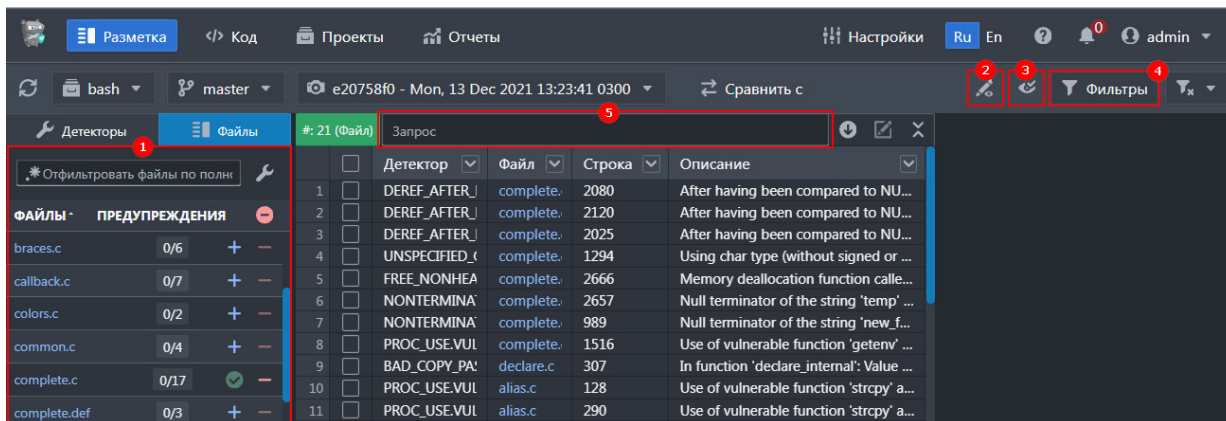 Разметка </> Код Проекты Отчеты Настройки Ru En 0 admin
bash master e20758f0 - Mon, 13 Dec 2021 13:23:41 0300 Сравнить с 2 3 Фильтры 4
Детекторы Файлы #: 21 (Файл) Запрос 5
1
.* Отфильтровать файлы по полн
Детектор Файл Строка Описание
1 DEREF_AFTER_ complete. 2080 After having been compared to NU...
ФАЙЛЫ ПРЕДУПРЕЖДЕНИЯ
2 DEREF_AFTER_ complete. 2120 After having been compared to NU...
3 DEREF_AFTER_ complete. 2025 After having been compared to NU...
braces.c 0/6
4 UNSPECIFIED_ complete. 1294 Using char type (without signed or ...
callback.c 0/7
5 FREE_NONHEA complete. 2666 Memory deallocation function calle...
6 NONTERMINA complete. 2657 Null terminator of the string 'temp' ...
colors.c 0/2
7 NONTERMINA complete. 989 Null terminator of the string 'new_f...
common.c 0/4
8 PROC_USE.VUL complete. 1516 Use of vulnerable function 'getenv' ...
9 BAD_COPY_PA declare.c 307 In function 'declare_internal': Value ...
complete.c 0/17
10 PROC_USE.VUL alias.c 128 Use of vulnerable function 'strcpy' a...
complete.def 0/3
11 PROC_USE.VUL alias.c 290 Use of vulnerable function 'strcpy' a...